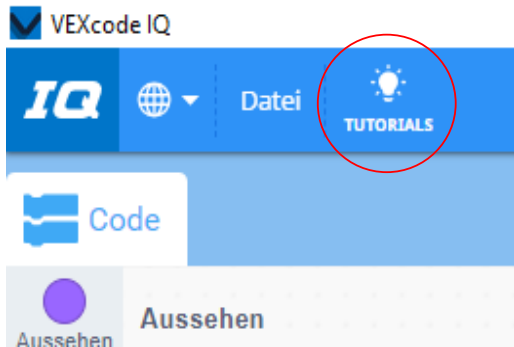 VEXcode IQ
IQ
Datei
TUTORIALS
Code
Aussehen
Aussehen